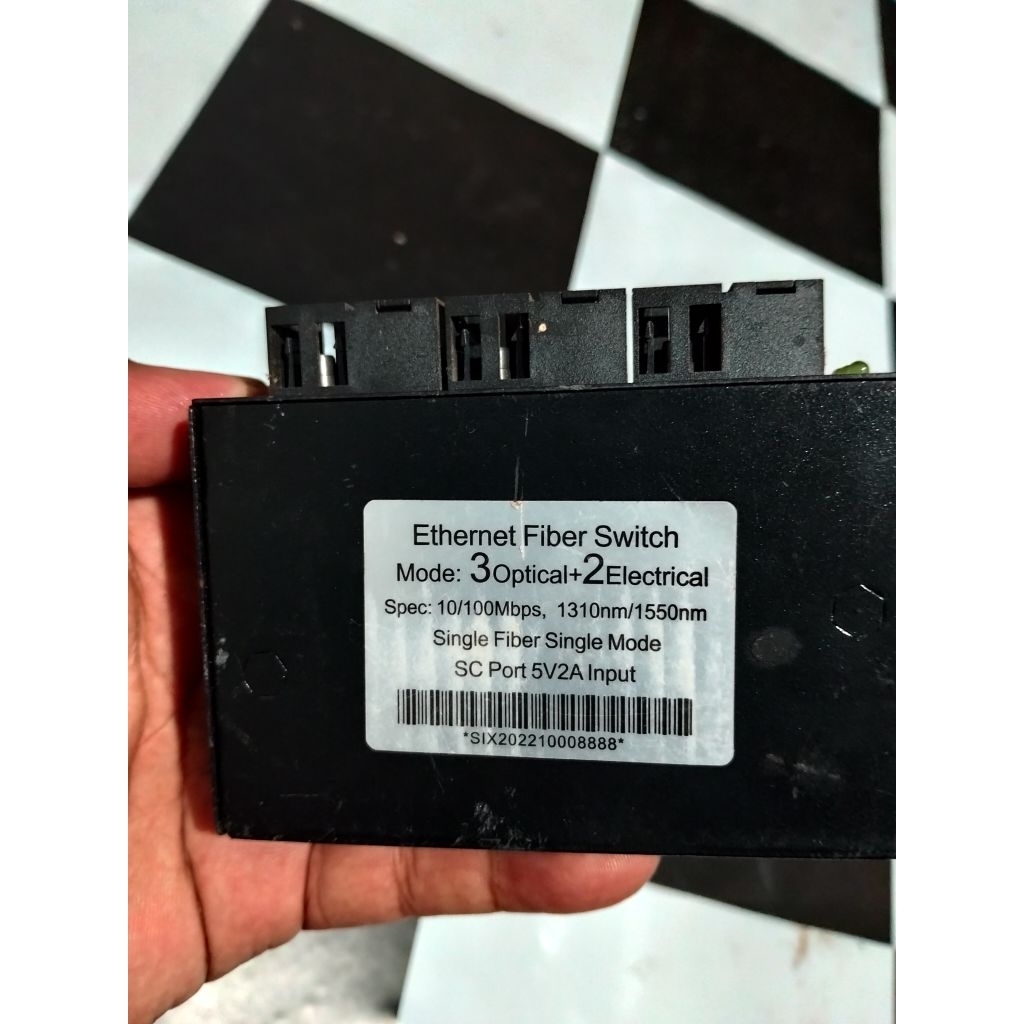 Ethernet Fiber Switch
Mode: 3Optical+2Electrical
Spec: 10/100Mbps, 1310nm/1550nm
Single Fiber Single Mode
SC Port 5V2A Input
*SIX202210008888*